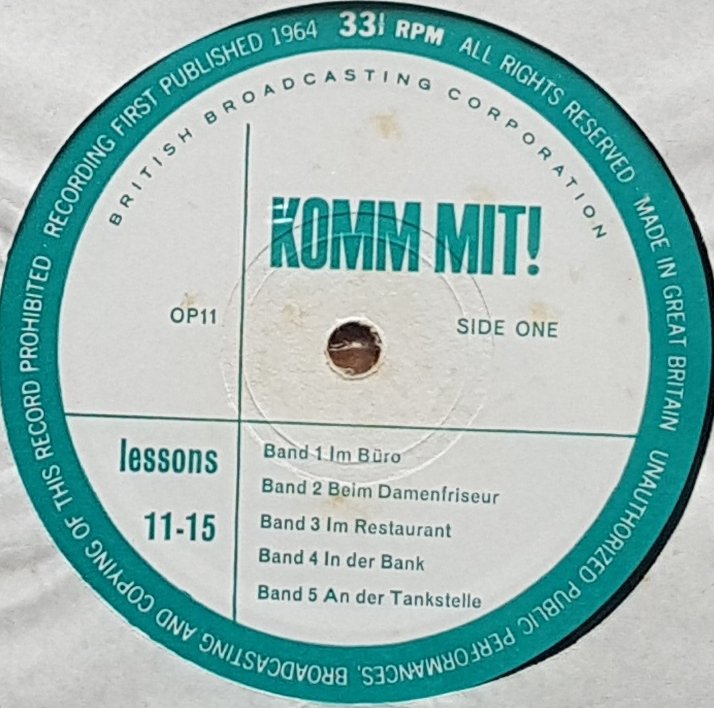 RECORDING FIRST PUBLISHED 1964 33⅓ RPM ALL RIGHTS RESERVED · MADE IN GREAT BRITAIN UNAUTHORIZED PUBLIC PERFORMANCES, BROADCASTING AND COPYING OF THIS RECORD PROHIBITED ·
BRITISH BROADCASTING CORPORATION
KOMM MIT!
OP11
SIDE ONE
lessons
11-15
Band 1 Im Büro
Band 2 Beim Damenfriseur
Band 3 Im Restaurant
Band 4 In der Bank
Band 5 An der Tankstelle